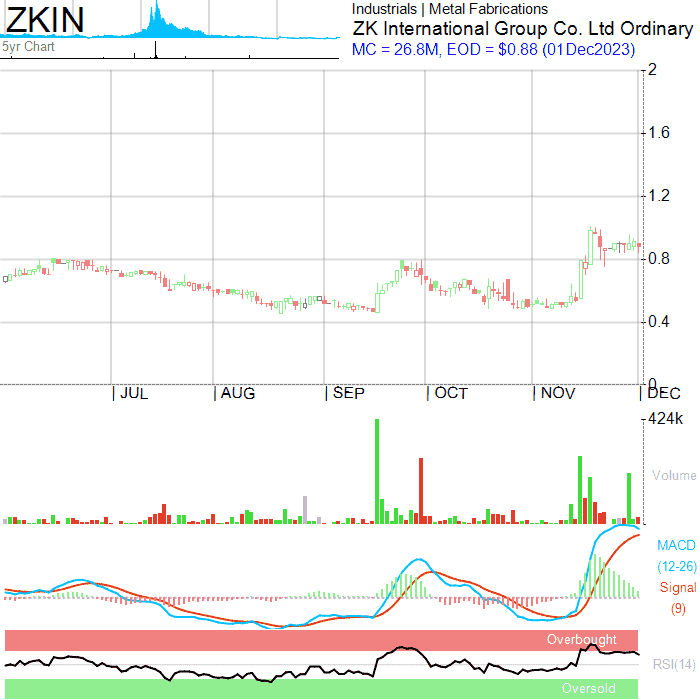 ZKIN
5yr Chart
Industrials | Metal Fabrications
ZK International Group Co. Ltd Ordinary
MC = 26.8M, EOD = $0.88 (01Dec2023)
2
1.6
1.2
0.8
0.4
0
JUL
AUG
SEP
OCT
NOV
DEC
424k
Volume
MACD
(12-26)
Signal
(9)
Overbought
RSI(14)
Oversold